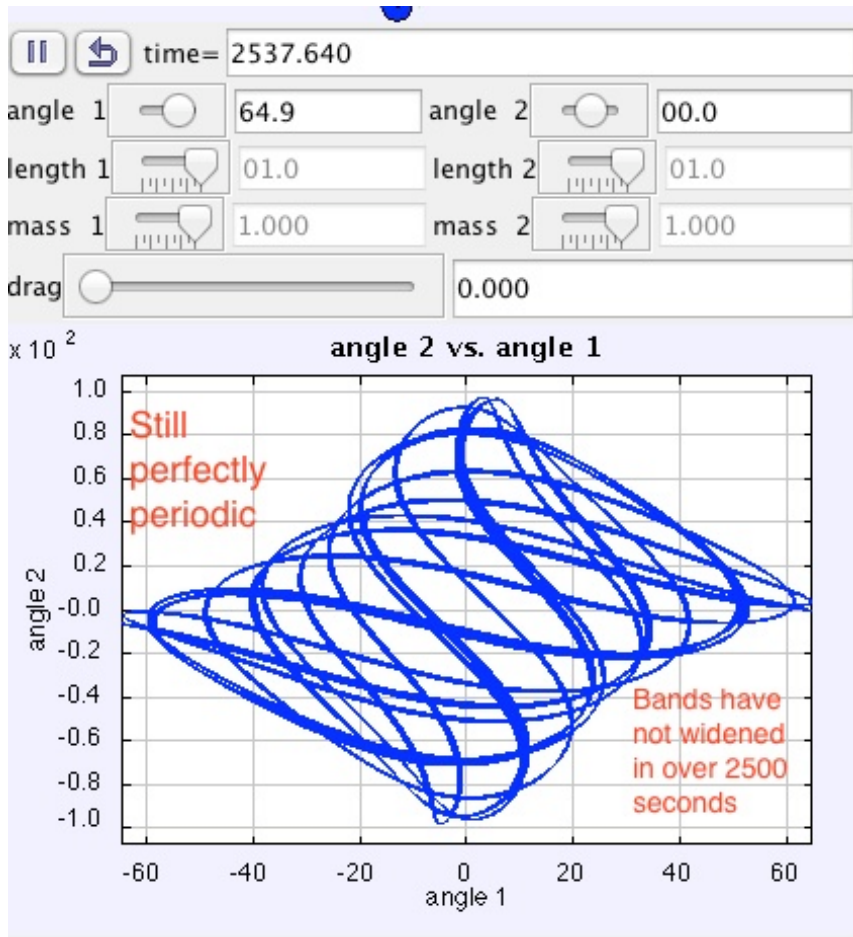 time= 2537.640
angle 1 64.9 angle 2 00.0
length 1 01.0 length 2 01.0
mass 1 1.000 mass 2 1.000
drag 0.000
x 10 2
angle 2 vs. angle 1
1.0
0.8
0.6
0.4
0.2
-0.0
-0.2
-0.4
-0.6
-0.8
-1.0
angle 2
Still
perfectly
periodic
Bands have
not widened
in over 2500
seconds
-60 -40 -20 0 20 40 60
angle 1